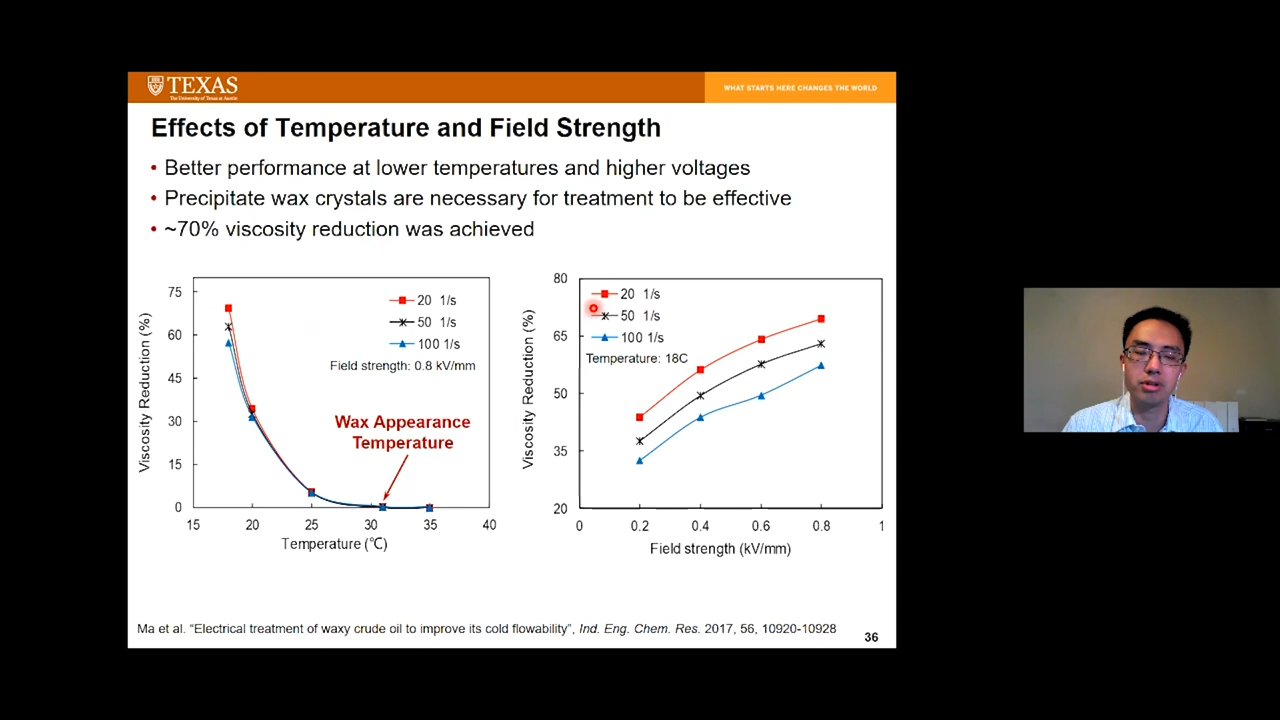 TEXAS
The University of Texas at Austin
WHAT STARTS HERE CHANGES THE WORLD
Effects of Temperature and Field Strength
• Better performance at lower temperatures and higher voltages
• Precipitate wax crystals are necessary for treatment to be effective
• ~70% viscosity reduction was achieved
Viscosity Reduction (%)
75
60
45
30
15
0
15 20 25 30 35 40
Temperature (℃)
20 1/s
50 1/s
100 1/s
Field strength: 0.8 kV/mm
Wax Appearance
Temperature
Viscosity Reduction (%)
80
65
50
35
20
0 0.2 0.4 0.6 0.8 1
Field strength (kV/mm)
20 1/s
50 1/s
100 1/s
Temperature: 18C
Ma et al. “Electrical treatment of waxy crude oil to improve its cold flowability”, Ind. Eng. Chem. Res. 2017, 56, 10920-10928
36